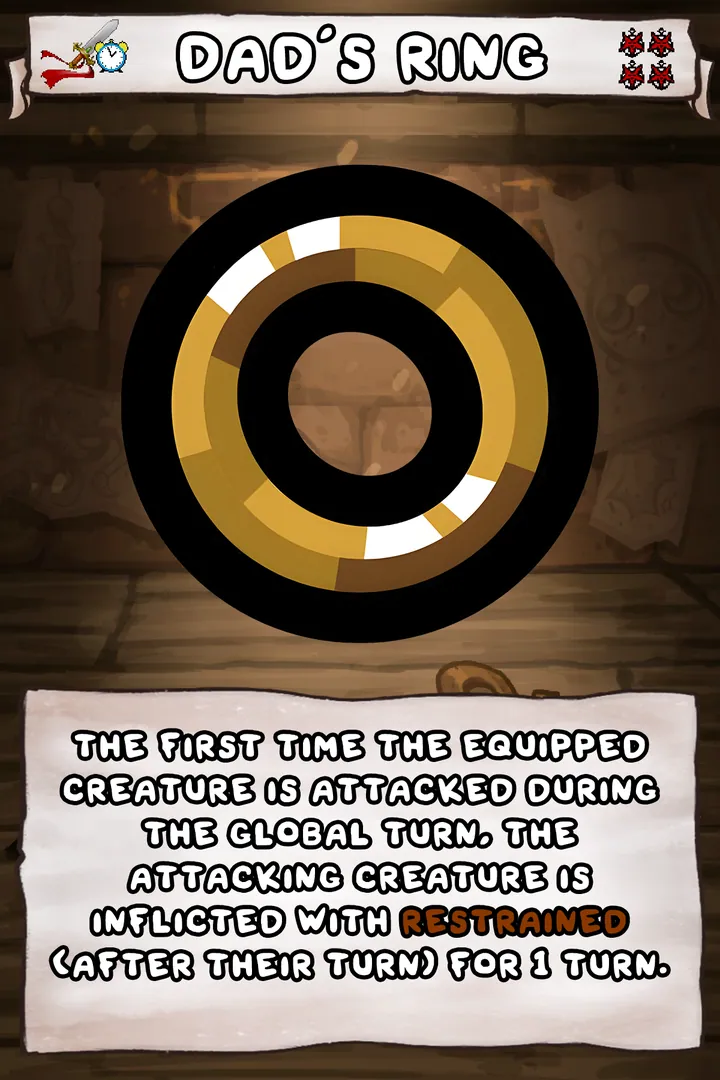 DAD'S RING
THE FIRST TIME THE EQUIPPED
CREATURE IS ATTACKED DURING
THE GLOBAL TURN, THE
ATTACKING CREATURE IS
INFLICTED WITH RESTRAINED
(AFTER THEIR TURN) FOR 1 TURN.